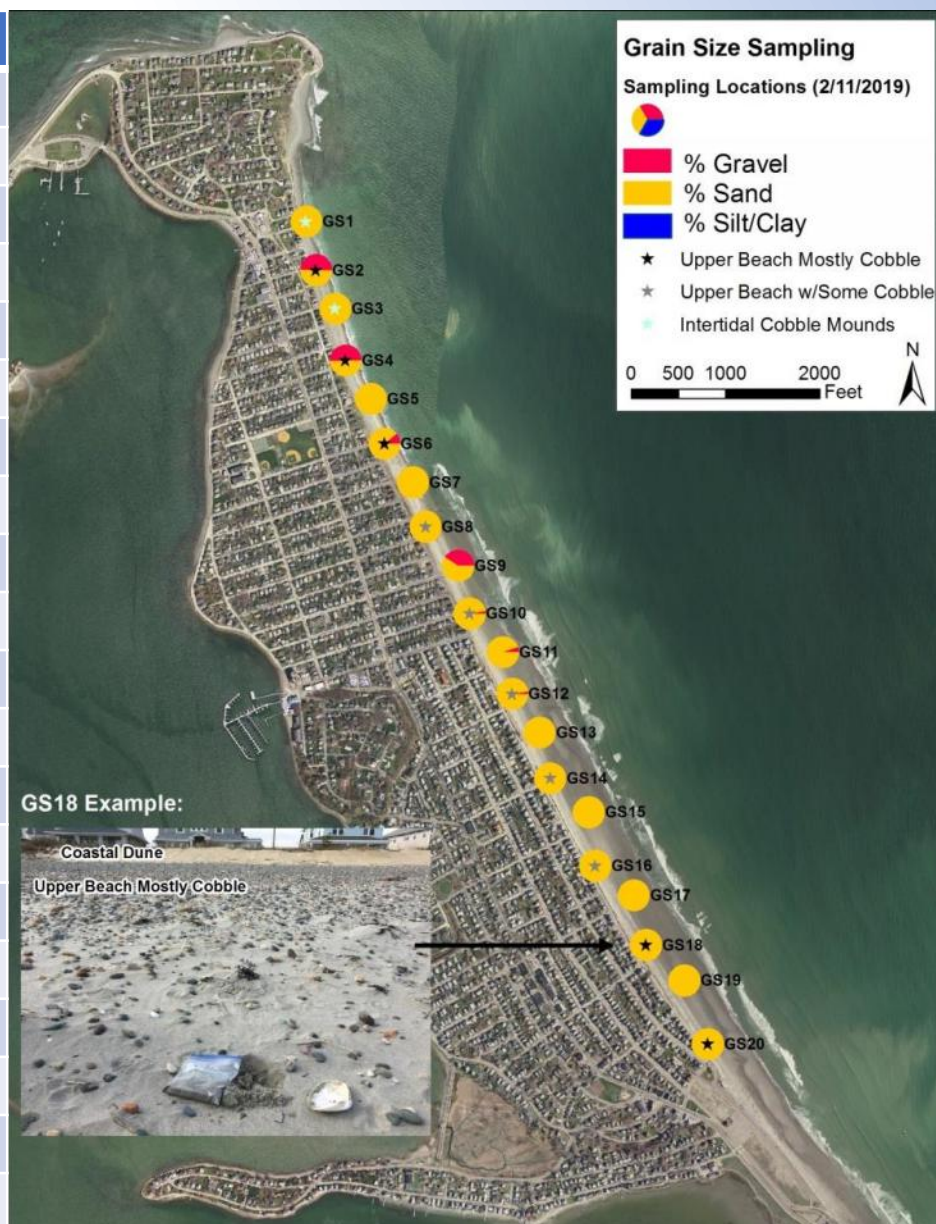 Grain Size Sampling
Sampling Locations (2/11/2019)
% Gravel
% Sand
% Silt/Clay
Upper Beach Mostly Cobble
Upper Beach w/Some Cobble
Intertidal Cobble Mounds
N
0 500 1000 2000
Feet
GS1
GS2
GS3
GS4
GS5
GS6
GS7
GS8
GS9
GS10
GS11
GS12
GS13
GS14
GS15
GS16
GS17
GS18
GS19
GS20
GS18 Example:
Coastal Dune
Upper Beach Mostly Cobble